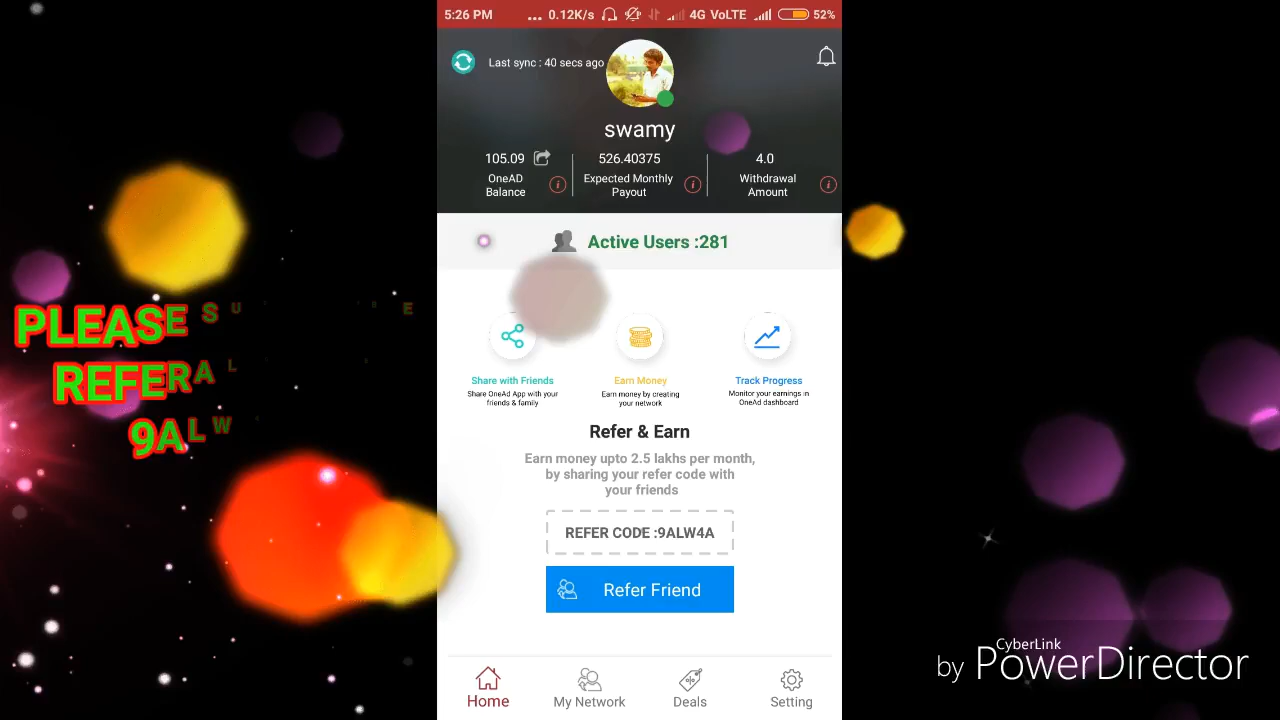 5:26 PM ... 0.12K/s 4G VoLTE 52%
Last sync : 40 secs ago
swamy
105.09 526.40375 4.0
OneAD Balance
Expected Monthly Payout
Withdrawal Amount
Active Users :281
PLEASE SU E
REFERAL
9ALW
Share with Friends
Share OneAd App with your
friends & family
Earn Money
Earn money by creating
your network
Track Progress
Monitor your earnings in
OneAd dashboard
Refer & Earn
Earn money upto 2.5 lakhs per month,
by sharing your refer code with
your friends
REFER CODE :9ALW4A
Refer Friend
Home My Network Deals Setting
CyberLink
by PowerDirector